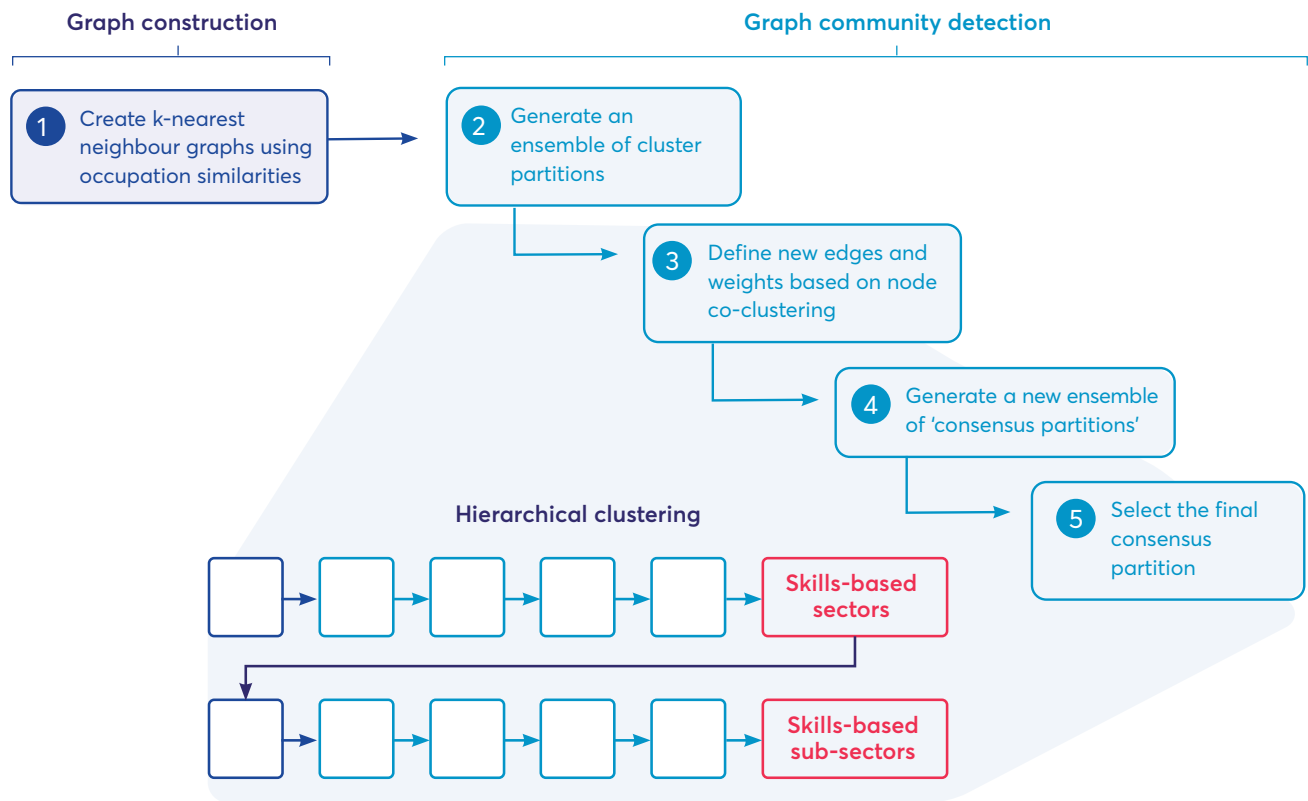 Graph construction
Graph community detection
1
Create k-nearest
neighbour graphs using
occupation similarities
2
Generate an
ensemble of cluster
partitions
3
Define new edges and
weights based on node
co-clustering
4
Generate a new ensemble
of ‘consensus partitions’
5
Select the final
consensus
partition
Hierarchical clustering
Skills-based
sectors
Skills-based
sub-sectors